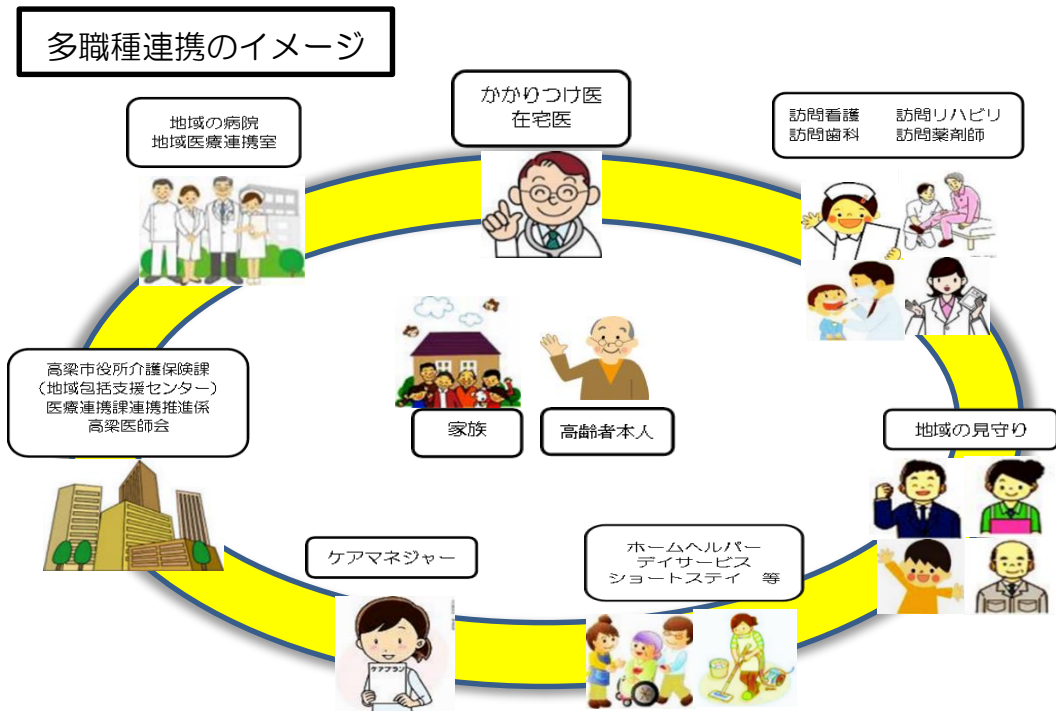 多職種連携のイメージ
かかりつけ医
在宅医
地域の病院
地域医療連携室
訪問看護　　訪問リハビリ
訪問歯科　　訪問薬剤師
高梁市役所介護保険課
（地域包括支援センター）
医療連携課連携推進係
高梁医師会
家族
高齢者本人
地域の見守り
ケアマネジャー
ホームヘルパー
デイサービス
ショートステイ　等
ケアプラン